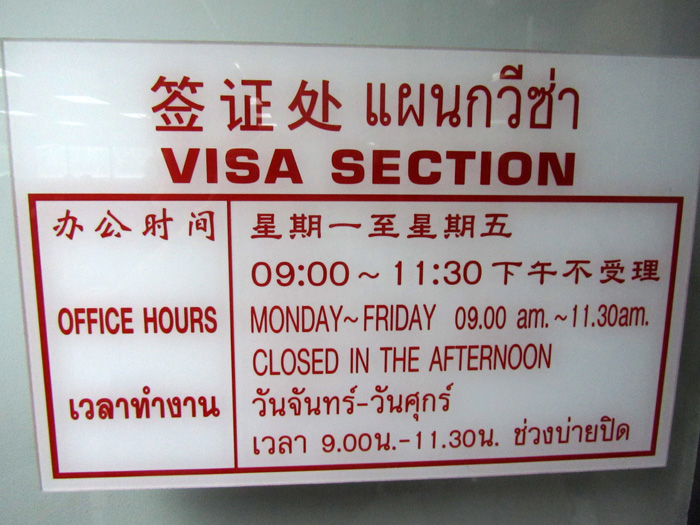 签证处 แผนกวีซ่า
VISA SECTION
办公时间
星期一至星期五
09:00~11:30下午不受理
OFFICE HOURS
MONDAY~FRIDAY 09.00 am.~11.30am.
CLOSED IN THE AFTERNOON
เวลาทำงาน
วันจันทร์-วันศุกร์
เวลา 9.00น.-11.30น. ช่วงบ่ายปิด